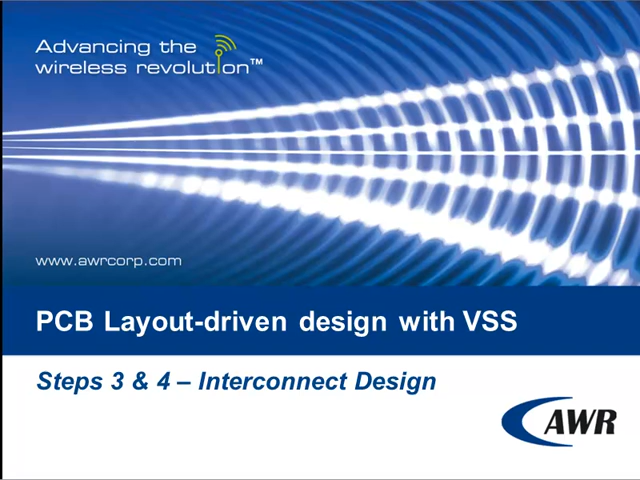 Advancing the
wireless revolution™
www.awrcorp.com
PCB Layout-driven design with VSS
Steps 3 & 4 – Interconnect Design
AWR